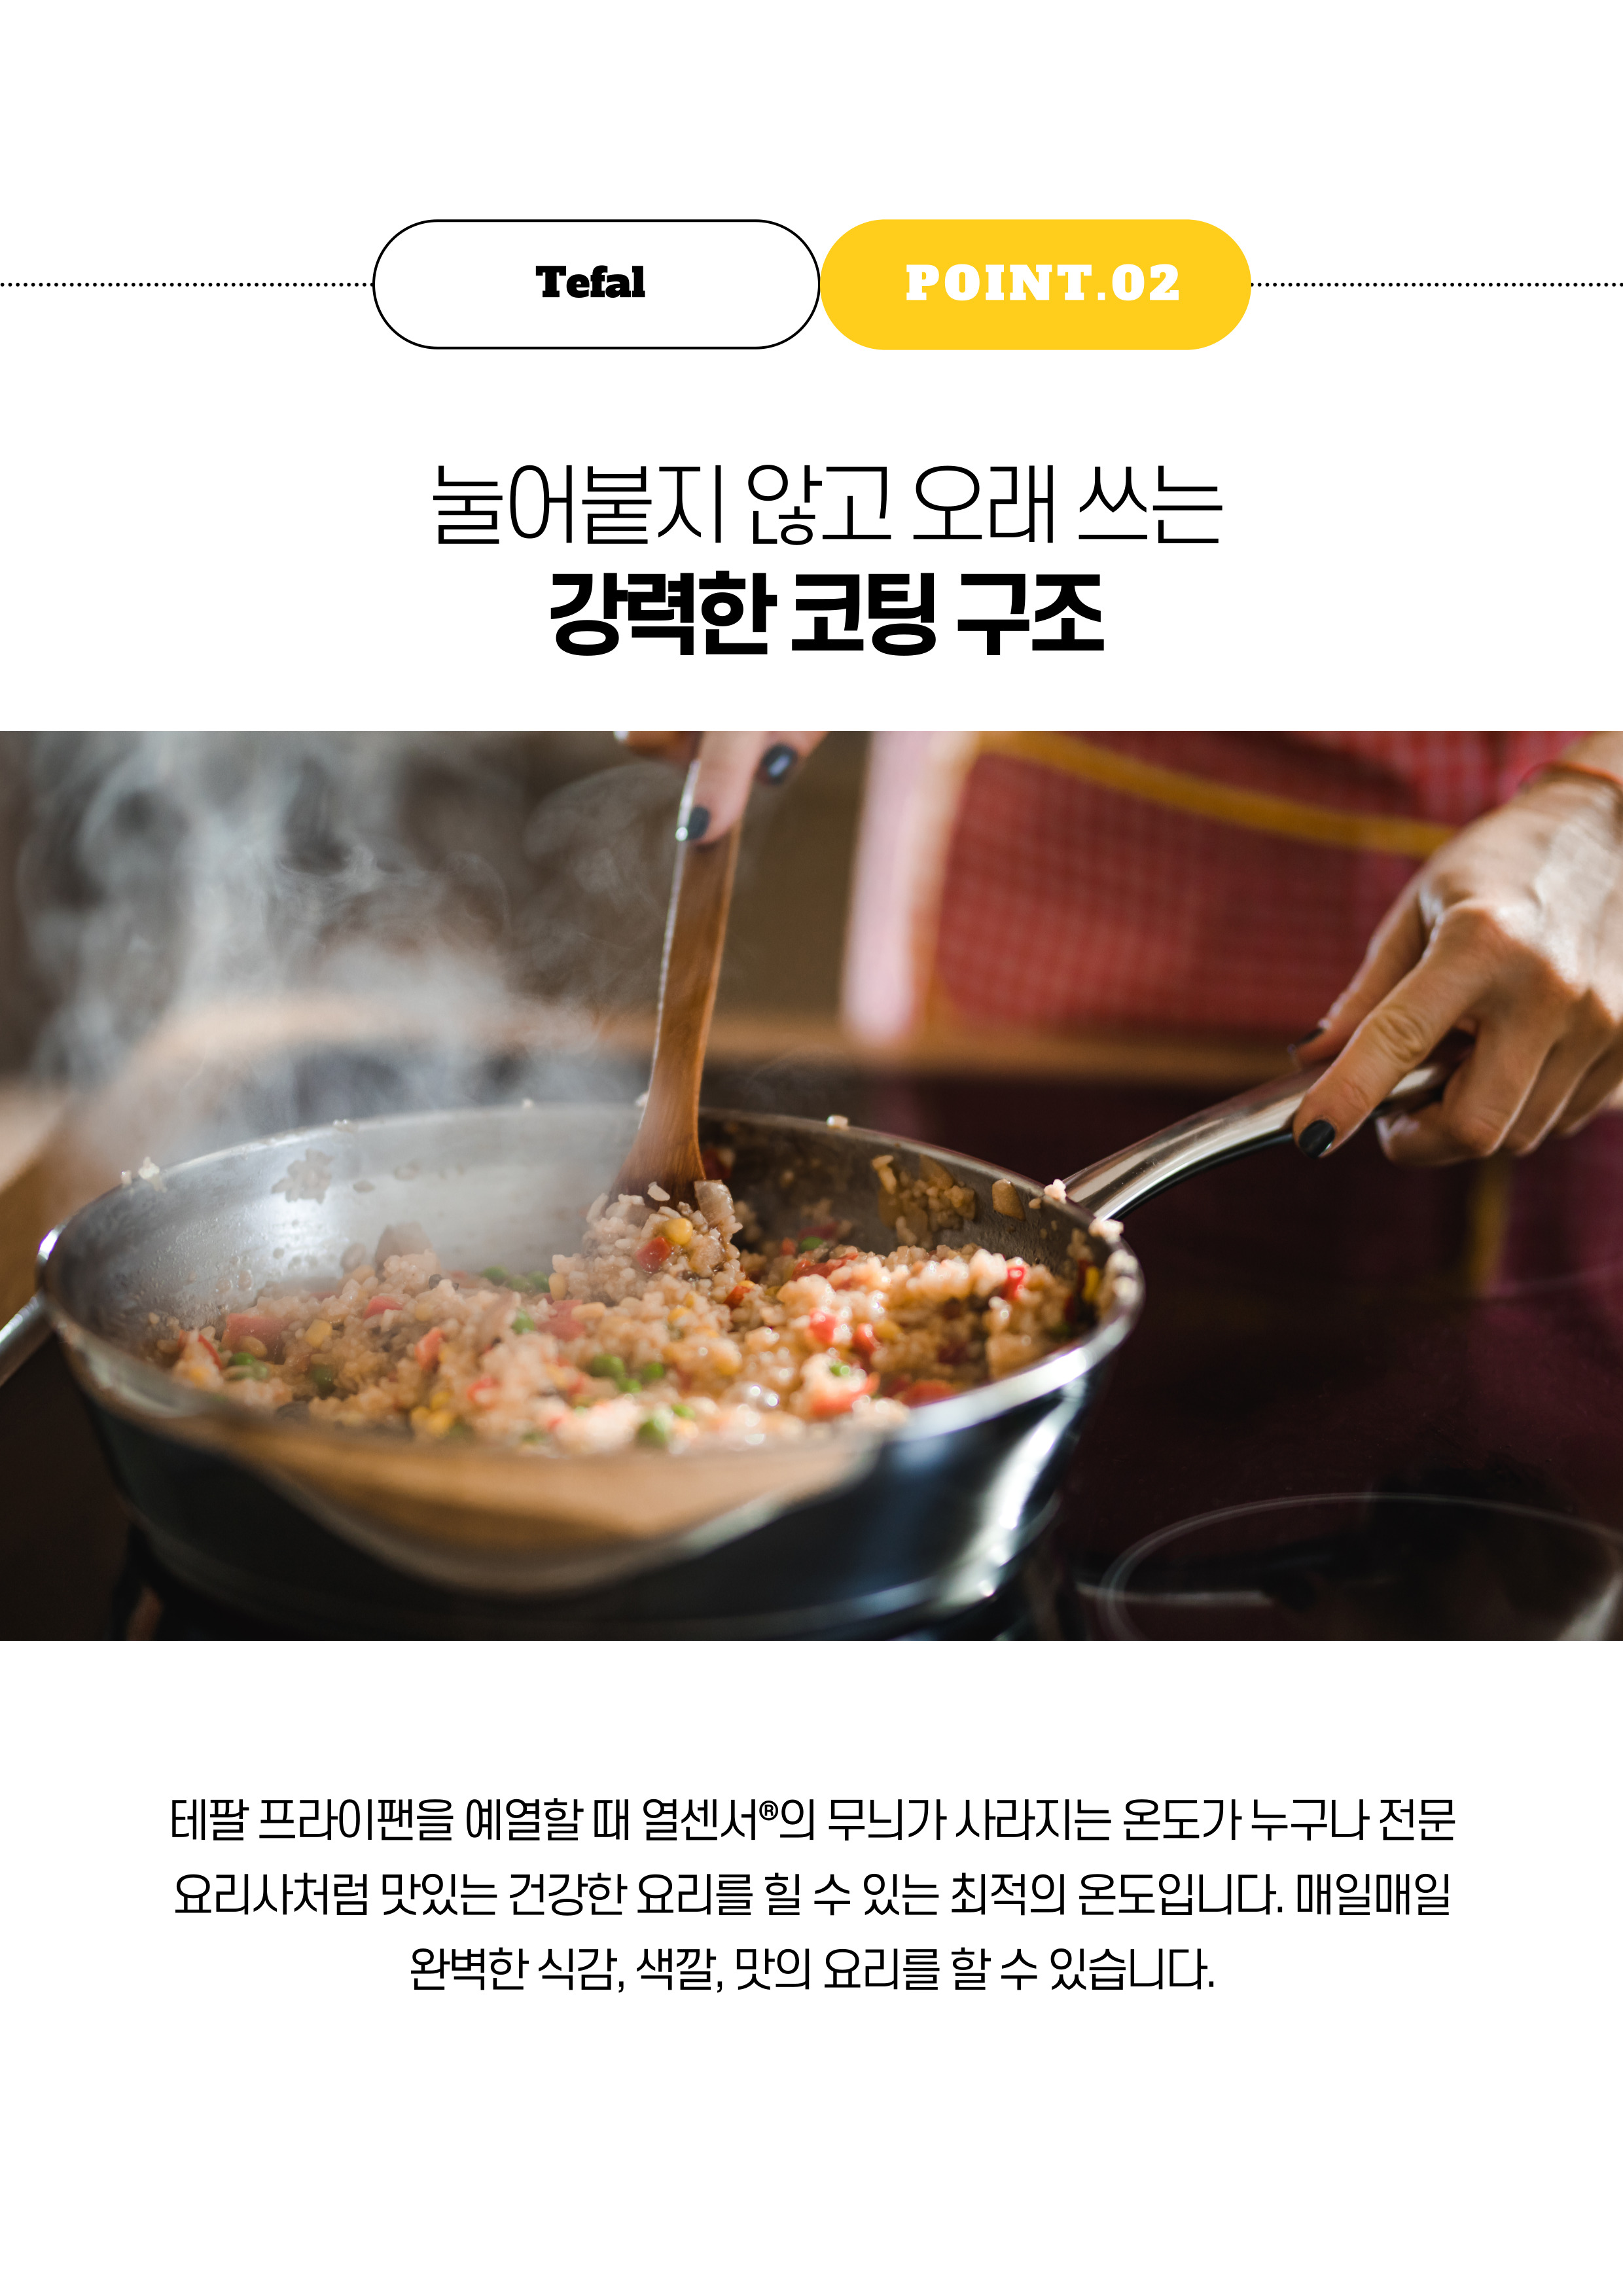 Tefal
POINT.02
눌어붙지 않고 오래 쓰는
강력한 코팅 구조
테팔 프라이팬을 예열할 때 열센서®의 무늬가 사라지는 온도가 누구나 전문
요리사처럼 맛있는 건강한 요리를 힐 수 있는 최적의 온도입니다. 매일매일
완벽한 식감, 색깔, 맛의 요리를 할 수 있습니다.